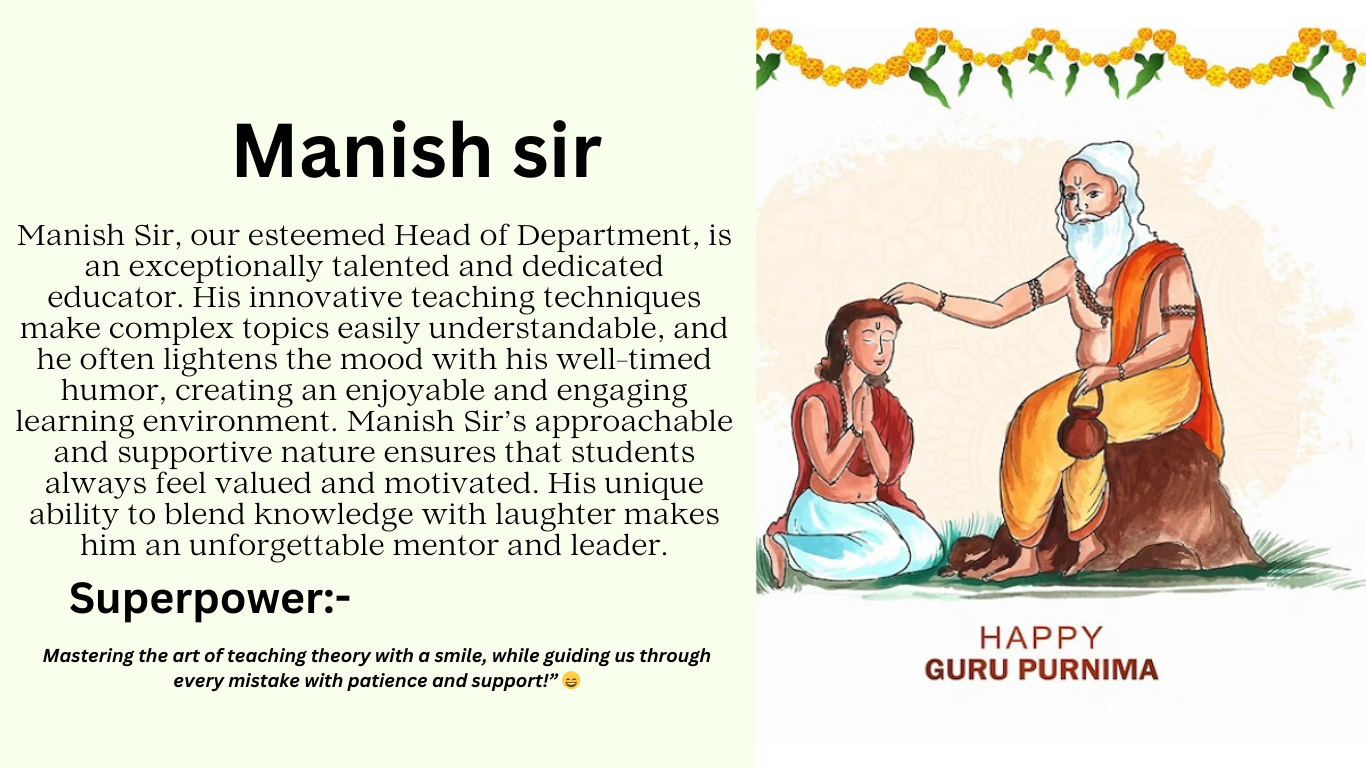 Manish sir
Manish Sir, our esteemed Head of Department, is
an exceptionally talented and dedicated
educator. His innovative teaching techniques
make complex topics easily understandable, and
he often lightens the mood with his well-timed
humor, creating an enjoyable and engaging
learning environment. Manish Sir’s approachable
and supportive nature ensures that students
always feel valued and motivated. His unique
ability to blend knowledge with laughter makes
him an unforgettable mentor and leader.
Superpower:-
Mastering the art of teaching theory with a smile, while guiding us through
every mistake with patience and support!” 😄
HAPPY
GURU PURNIMA